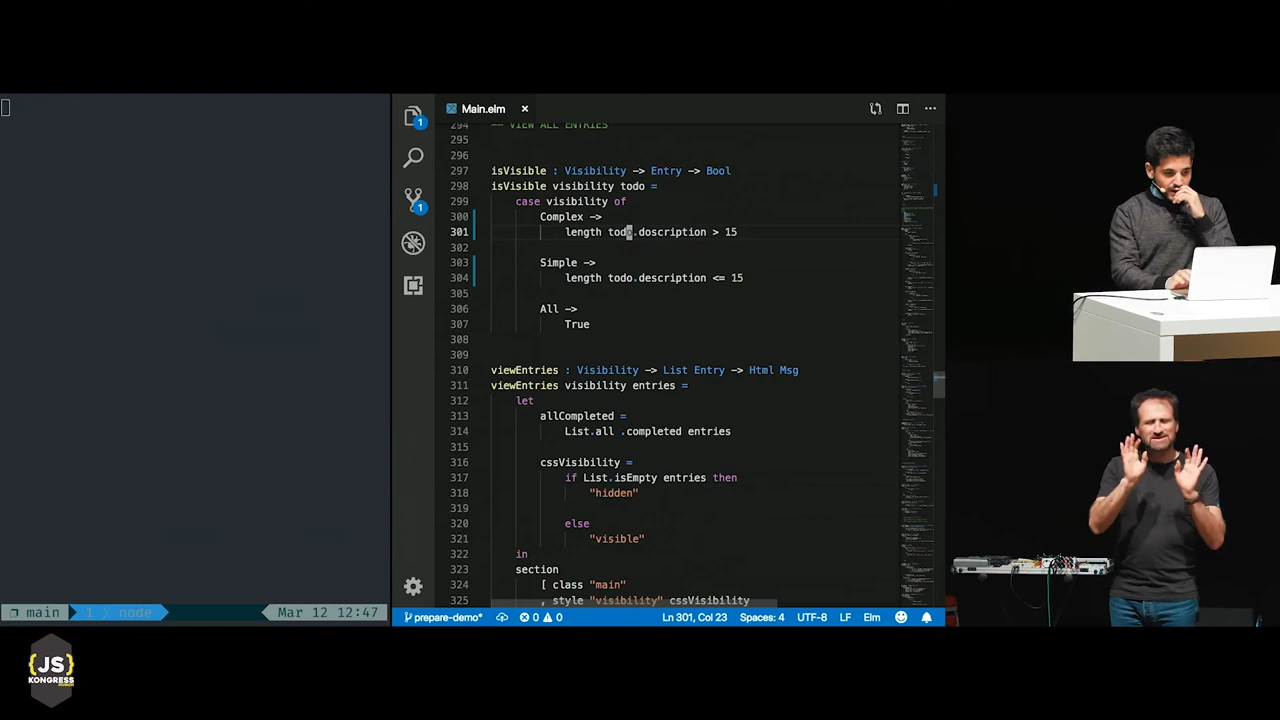 Main.elm
294 -- VIEW ALL ENTRIES
295
296
297 isVisible : Visibility -> Entry -> Bool
298 isVisible visibility todo =
299 case visibility of
300 Complex ->
301 length todo.doscription > 15
302
303 Simple ->
304 length todo.description <= 15
305
306 All ->
307 True
308
309
310 viewEntries : Visibility -> List Entry -> Html Msg
311 viewEntries visibility entries =
312 let
313 allCompleted =
314 List.all .completed entries
315
316 cssVisibility =
317 if List.isEmpty entries then
318 "hidden"
319
320 else
321 "visible"
322 in
323 section
324 [ class "main"
325 , style "visibility" cssVisibility
1
1
main 1 node Mar 12 12:47
prepare-demo* 0 0 Ln 301, Col 23 Spaces: 4 UTF-8 LF Elm
{JS}
KONGRESS